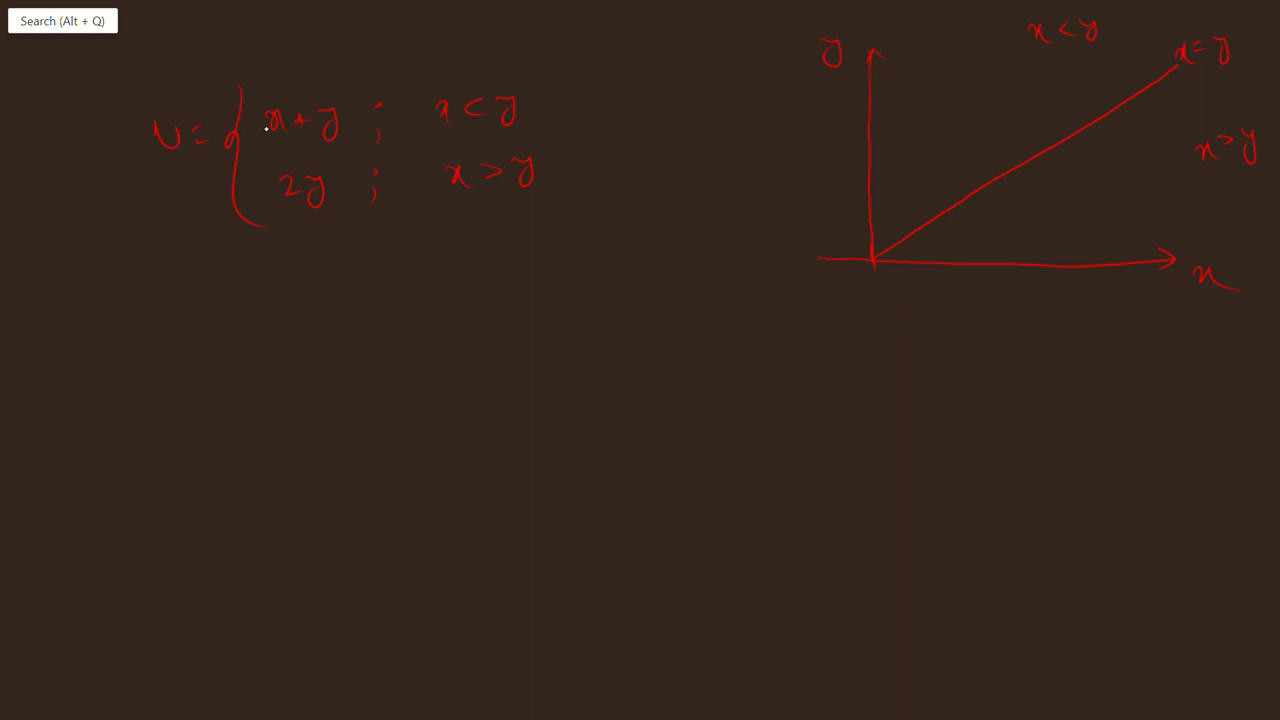 Search (Alt + Q)
U = { x + y ; x < y
2y ; x > y
x < y
y
x = y
x > y
x